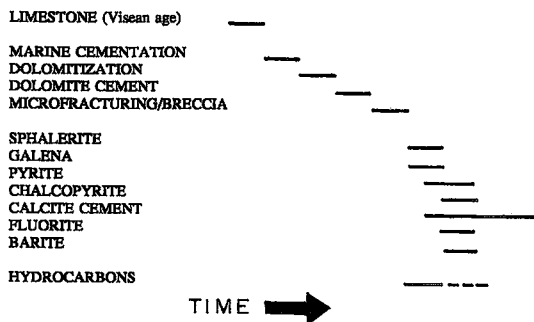 LIMESTONE (Visean age)
MARINE CEMENTATION
DOLOMITIZATION
DOLOMITE CEMENT
MICROFRACTURING/BRECCIA
SPHALERITE
GALENA
PYRITE
CHALCOPYRITE
CALCITE CEMENT
FLUORITE
BARITE
HYDROCARBONS
TIME